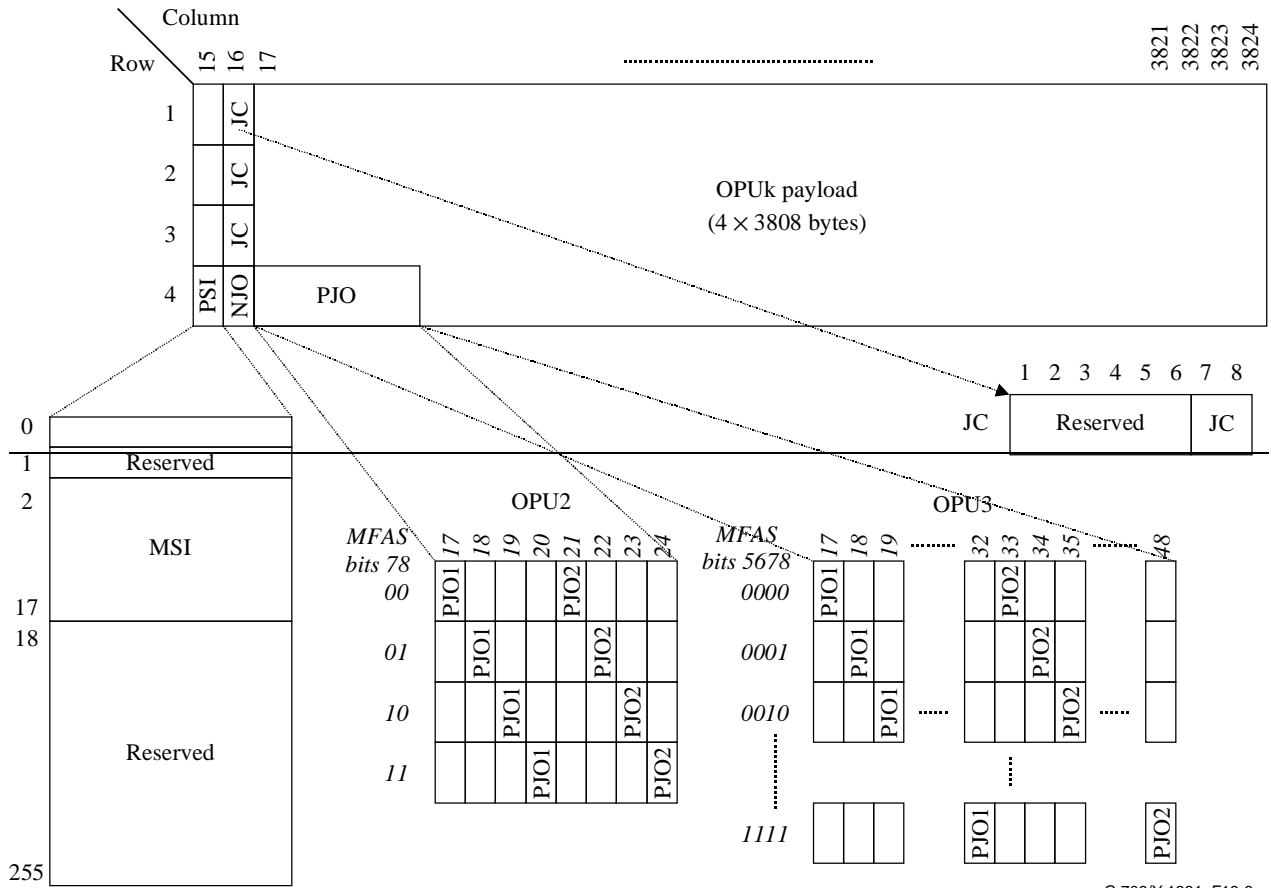 Column
Row
15 16 17 3821 3822 3823 3824
1 JC
2 JC
3 JC
OPUk payload
(4 × 3808 bytes)
4 PSI NJO PJO
1 2 3 4 5 6 7 8
JC Reserved JC
0
1 Reserved
2
MSI
17
18
Reserved
255
OPU2
MFAS
bits 78
17 18 19 20 21 22 23 24
00 PJO1 PJO2
01 PJO1 PJO2
10 PJO1 PJO2
11 PJO1 PJO2
OPU3
MFAS
bits 5678
17 18 19 32 33 34 35 48
0000 PJO1 PJO2
0001 PJO1 PJO2
0010 PJO1 PJO2
1111 PJO1 PJO2